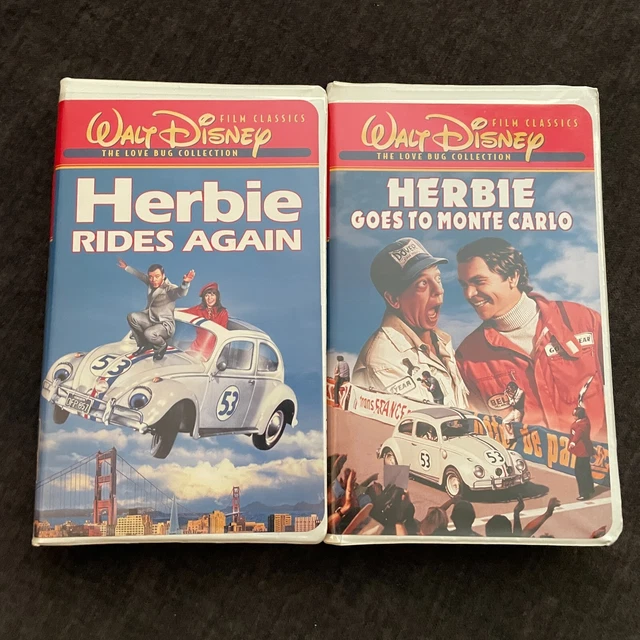 FILM CLASSICS
WALT DISNEY
THE LOVE BUG COLLECTION
Herbie
RIDES AGAIN
53
53
FILM CLASSICS
WALT DISNEY
THE LOVE BUG COLLECTION
HERBIE
GOES TO MONTE CARLO
53
53